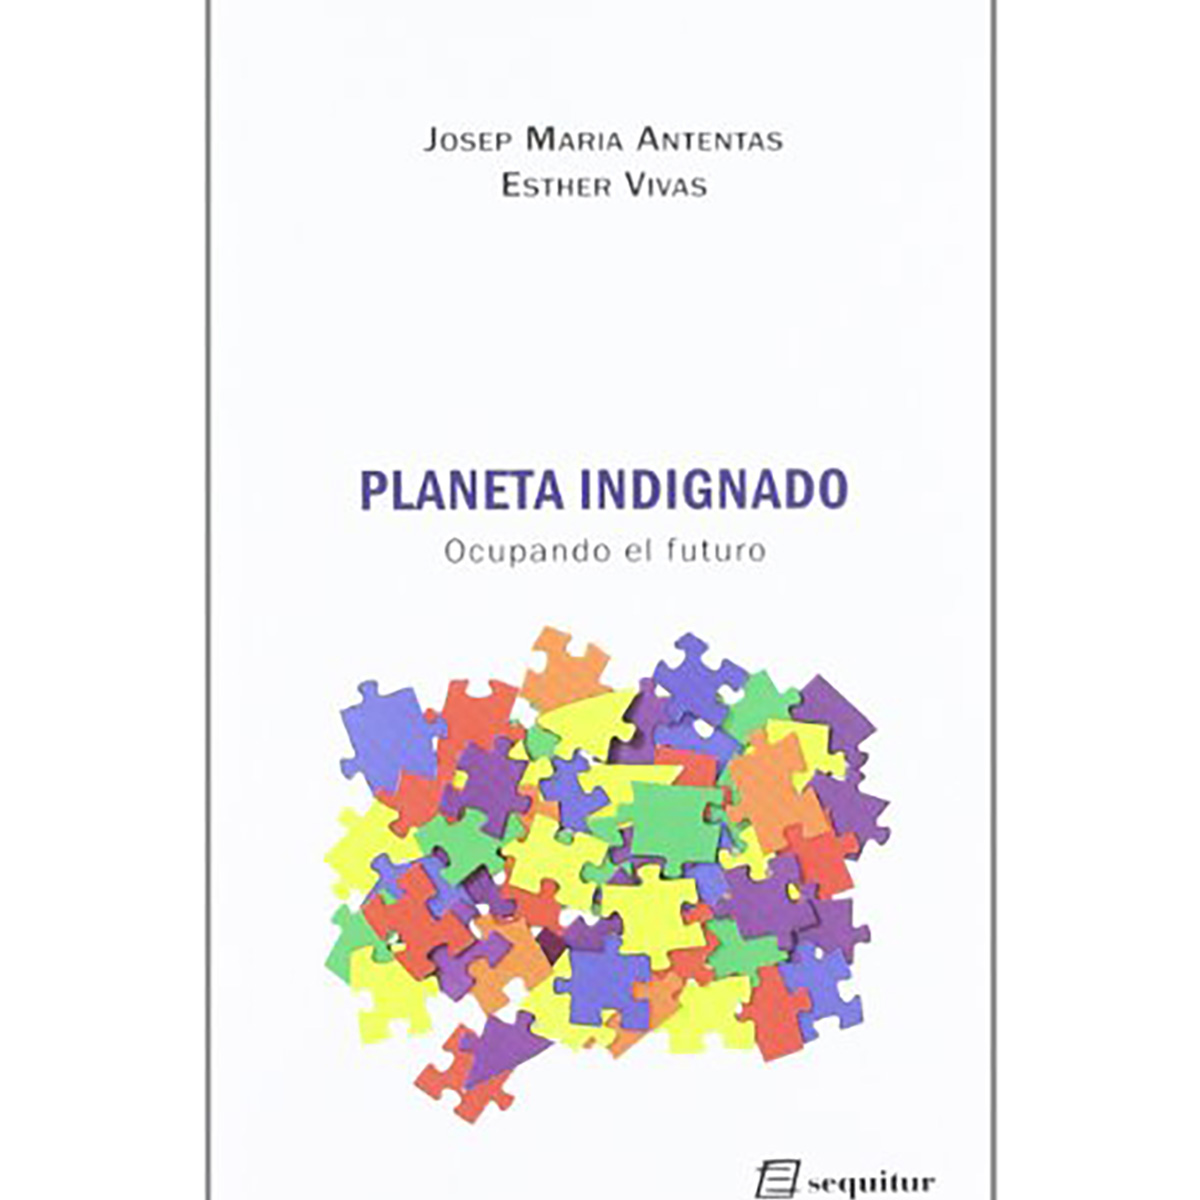 JOSEP MARIA ANTENTAS
ESTHER VIVAS
PLANETA INDIGNADO
Ocupando el futuro
sequitur